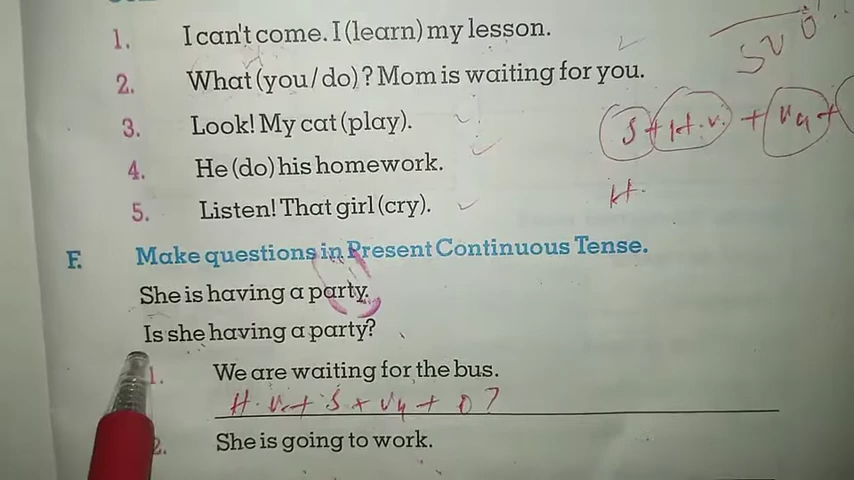 1. I can't come. I (learn) my lesson.
2. What (you/do)? Mom is waiting for you.
S V O
3. Look! My cat (play).
S + H.V. + V4 +
4. He (do) his homework.
H.
5. Listen! That girl (cry).
F. Make questions in Present Continuous Tense.
She is having a party.
Is she having a party?
1. We are waiting for the bus.
H.V. + S + V4 + O?
2. She is going to work.